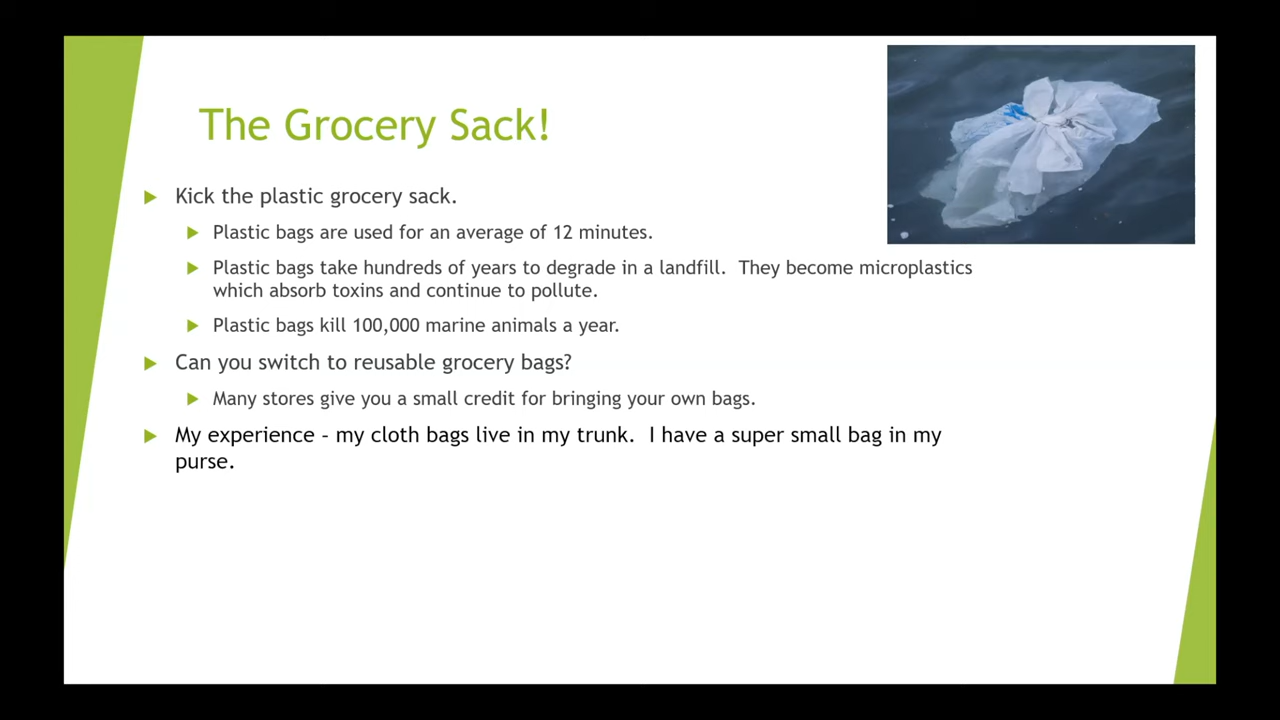 The Grocery Sack!
Kick the plastic grocery sack.
Plastic bags are used for an average of 12 minutes.
Plastic bags take hundreds of years to degrade in a landfill.  They become microplastics
which absorb toxins and continue to pollute.
Plastic bags kill 100,000 marine animals a year.
Can you switch to reusable grocery bags?
Many stores give you a small credit for bringing your own bags.
My experience – my cloth bags live in my trunk.  I have a super small bag in my
purse.